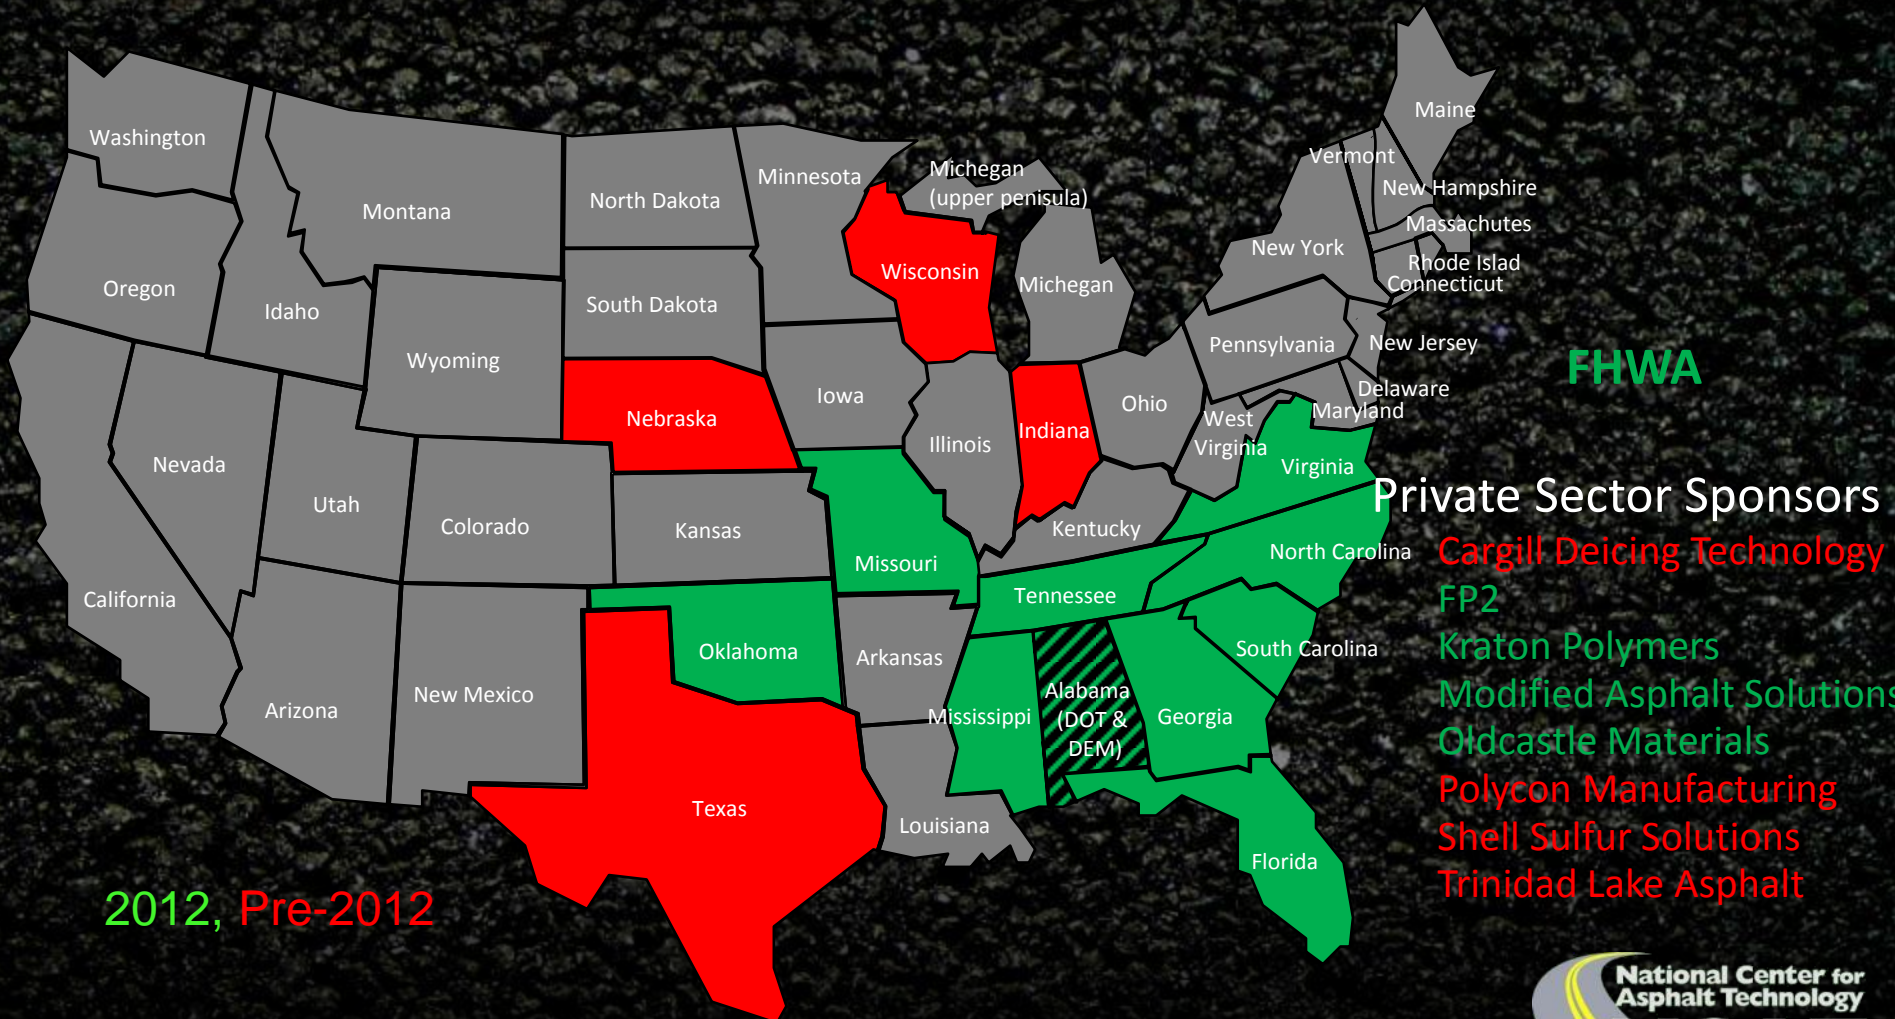 Maine
Washington
Vermont
Michegan
(upper penisula)
Minnesota
New Hampshire
North Dakota
Montana
Massachutes
New York
Rhode Islad
Wisconsin
Connecticut
Michegan
Oregon
South Dakota
Idaho
New Jersey
Pennsylvania
Wyoming
FHWA
Delaware
Iowa
Ohio
Maryland
Nebraska
West
Virginia
Indiana
Illinois
Nevada
Virginia
Private Sector Sponsors
Utah
Colorado
Kansas
Kentucky
North Carolina
Cargill Deicing Technology
Missouri
California
Tennessee
FP2
Oklahoma
Arkansas
South Carolina
Kraton Polymers
New Mexico
Arizona
Alabama
(DOT &
DEM)
Mississippi
Georgia
Modified Asphalt Solutions
Oldcastle Materials
Texas
Polycon Manufacturing
Louisiana
Shell Sulfur Solutions
Florida
Trinidad Lake Asphalt
2012, Pre-2012
National Center for
Asphalt Technology